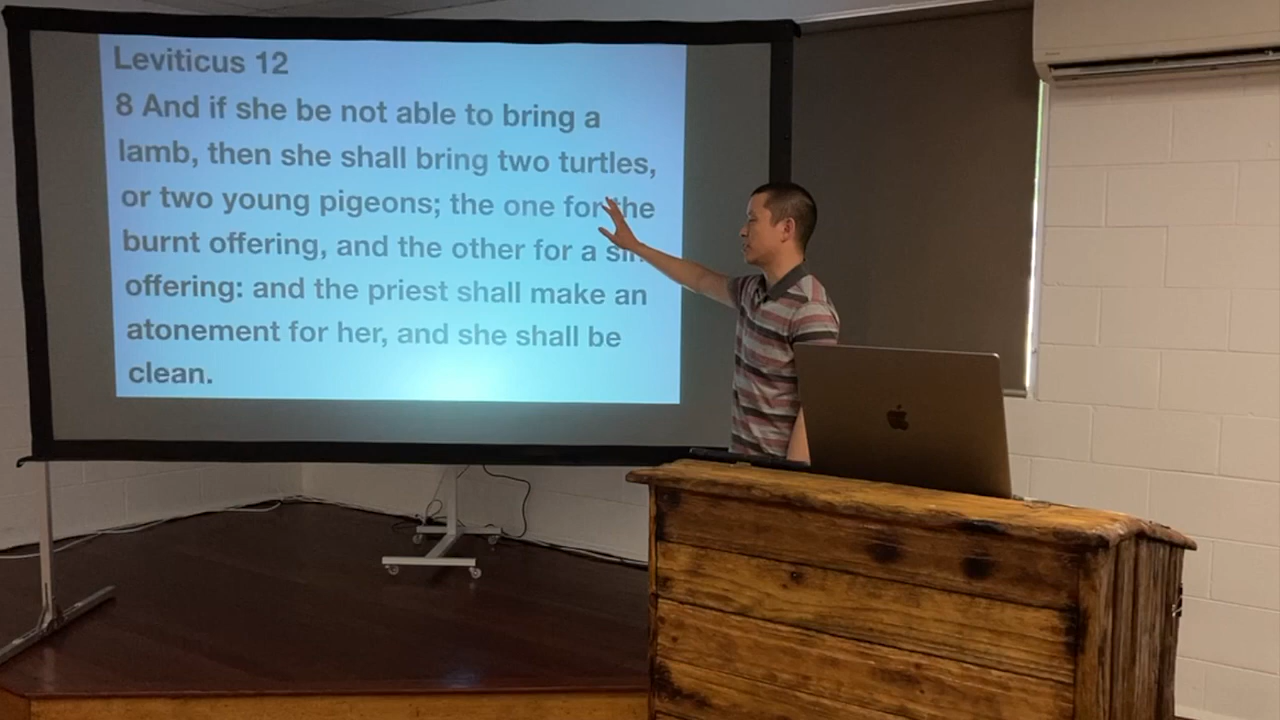 Leviticus 12
8 And if she be not able to bring a
lamb, then she shall bring two turtles,
or two young pigeons; the one for the
burnt offering, and the other for a sin
offering: and the priest shall make an
atonement for her, and she shall be
clean.